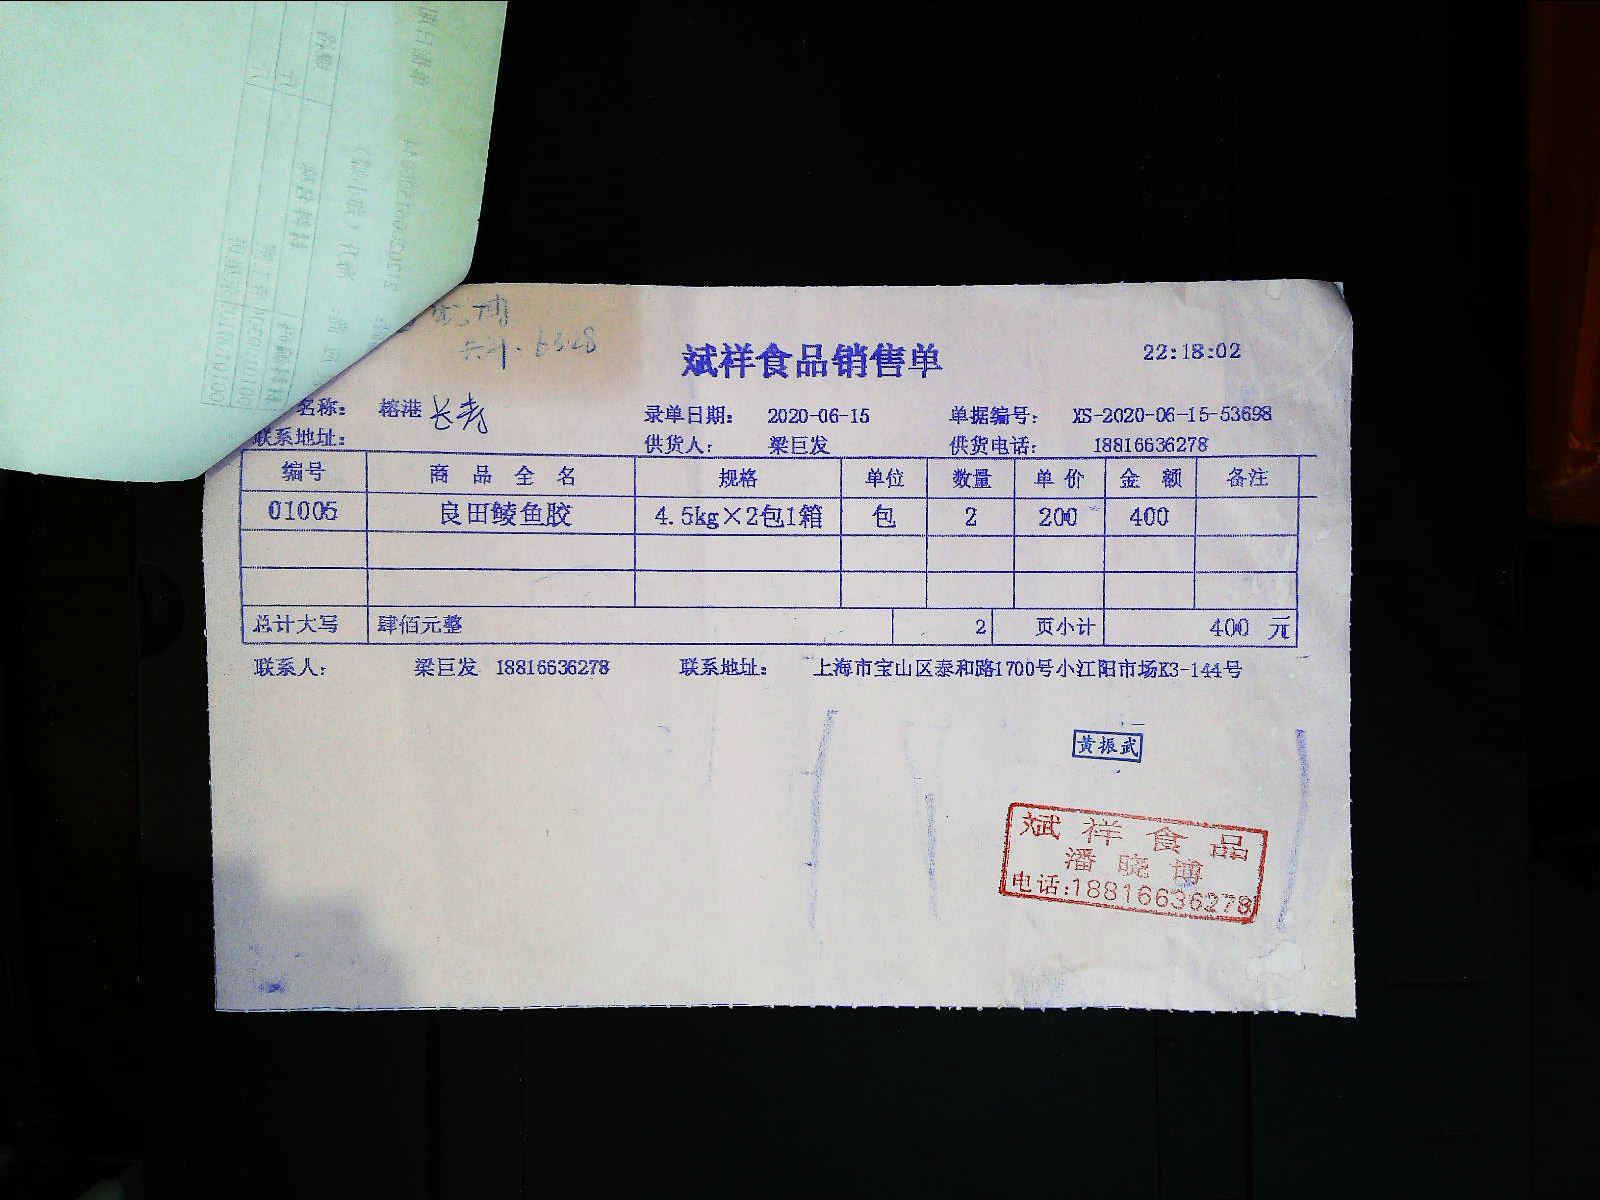 斌祥食品销售单 22:18:02
名称： 榕港 录单日期： 2020-06-15 单据编号： XS-2020-06-15-53698
联系地址： 供货人： 梁巨发 供货电话： 18816636278
编号 商品全名 规格 单位 数量 单价 金额 备注
01005 良田鲮鱼胶 4.5kg×2包1箱 包 2 200 400
总计大写 肆佰元整 2 页小计 400 元
联系人： 梁巨发 18816636278 联系地址： 上海市宝山区泰和路1700号小江阳市场K3-144号
黄振武
斌祥食品
潘晓博
电话:18816636278